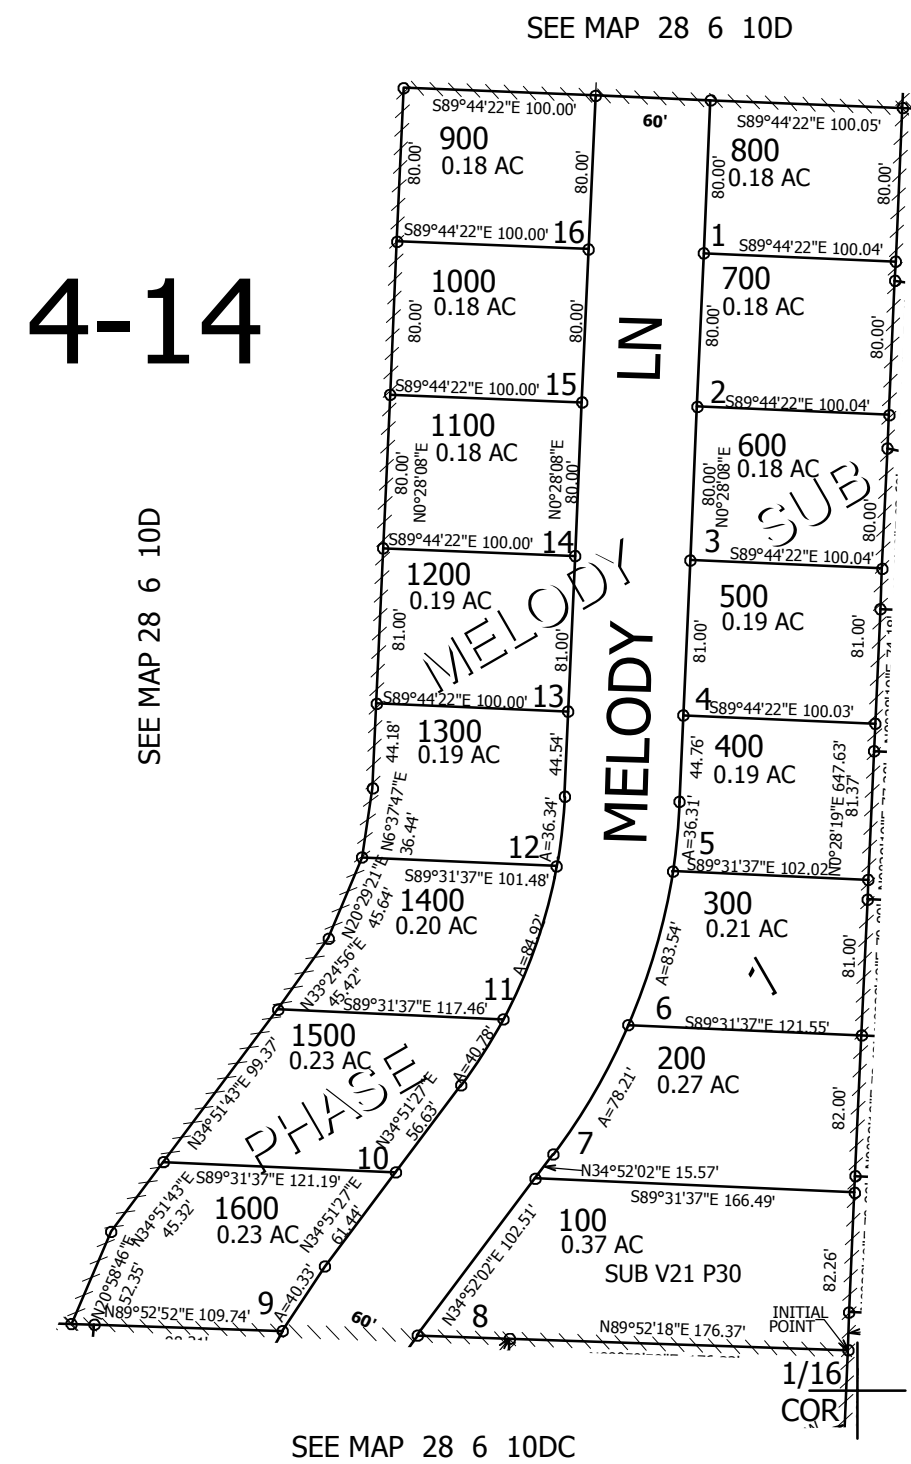 SEE MAP 28 6 10D
S89°44'22"E 100.00'
60'
S89°44'22"E 100.05'
900
0.18 AC
80.00'
80.00'
80.00'
800
0.18 AC
80.00'
S89°44'22"E 100.00'
16
1
S89°44'22"E 100.04'
4-14
1000
0.18 AC
80.00'
80.00'
LN
700
0.18 AC
80.00'
80.00'
S89°44'22"E 100.00'
15
2
S89°44'22"E 100.04'
1100
0.18 AC
80.00'
N0°28'08"E
N0°28'08"E
80.00'
80.00'
N0°28'08"E
600
0.18 AC
80.00'
SUB
SEE MAP 28 6 10D
S89°44'22"E 100.00'
14
3
S89°44'22"E 100.04'
1200
0.19 AC
81.00'
81.00'
MELODY
MELODY
500
0.19 AC
81.00'
81.00'
S89°44'22"E 100.00'
13
4
S89°44'22"E 100.03'
1300
0.19 AC
44.18'
44.54'
44.76'
400
0.19 AC
N0°28'19"E 647.63'
81.37'
N6°37'47"E
36.44'
A=36.34'
A=36.31'
12
S89°31'37"E 101.48'
5
S89°31'37"E 102.02'
1400
0.20 AC
N20°29'21"E
45.64'
A=84.92'
A=83.54'
300
0.21 AC
81.00'
1
N33°24'56"E
45.42"
11
S89°31'37"E 117.46'
6
S89°31'37"E 121.55'
1500
0.23 AC
N34°51'43"E 99.37'
PHASE II
A=40.78'
N34°51'27"E
56.63'
A=78.21'
200
0.27 AC
82.00'
7
N34°52'02"E 15.57'
10
S89°31'37"E 121.19'
S89°31'37"E 166.49'
1600
0.23 AC
N34°51'43"E
45.32'
N34°51'27"E
61.44'
N34°52'02"E 102.51'
100
0.37 AC
SUB V21 P30
82.26'
N20°58'46"E
52.35'
N89°52'52"E 109.74'
9
A=40.33'
60'
8
N89°52'18"E 176.37'
INITIAL
POINT
1/16
COR
SEE MAP 28 6 10DC